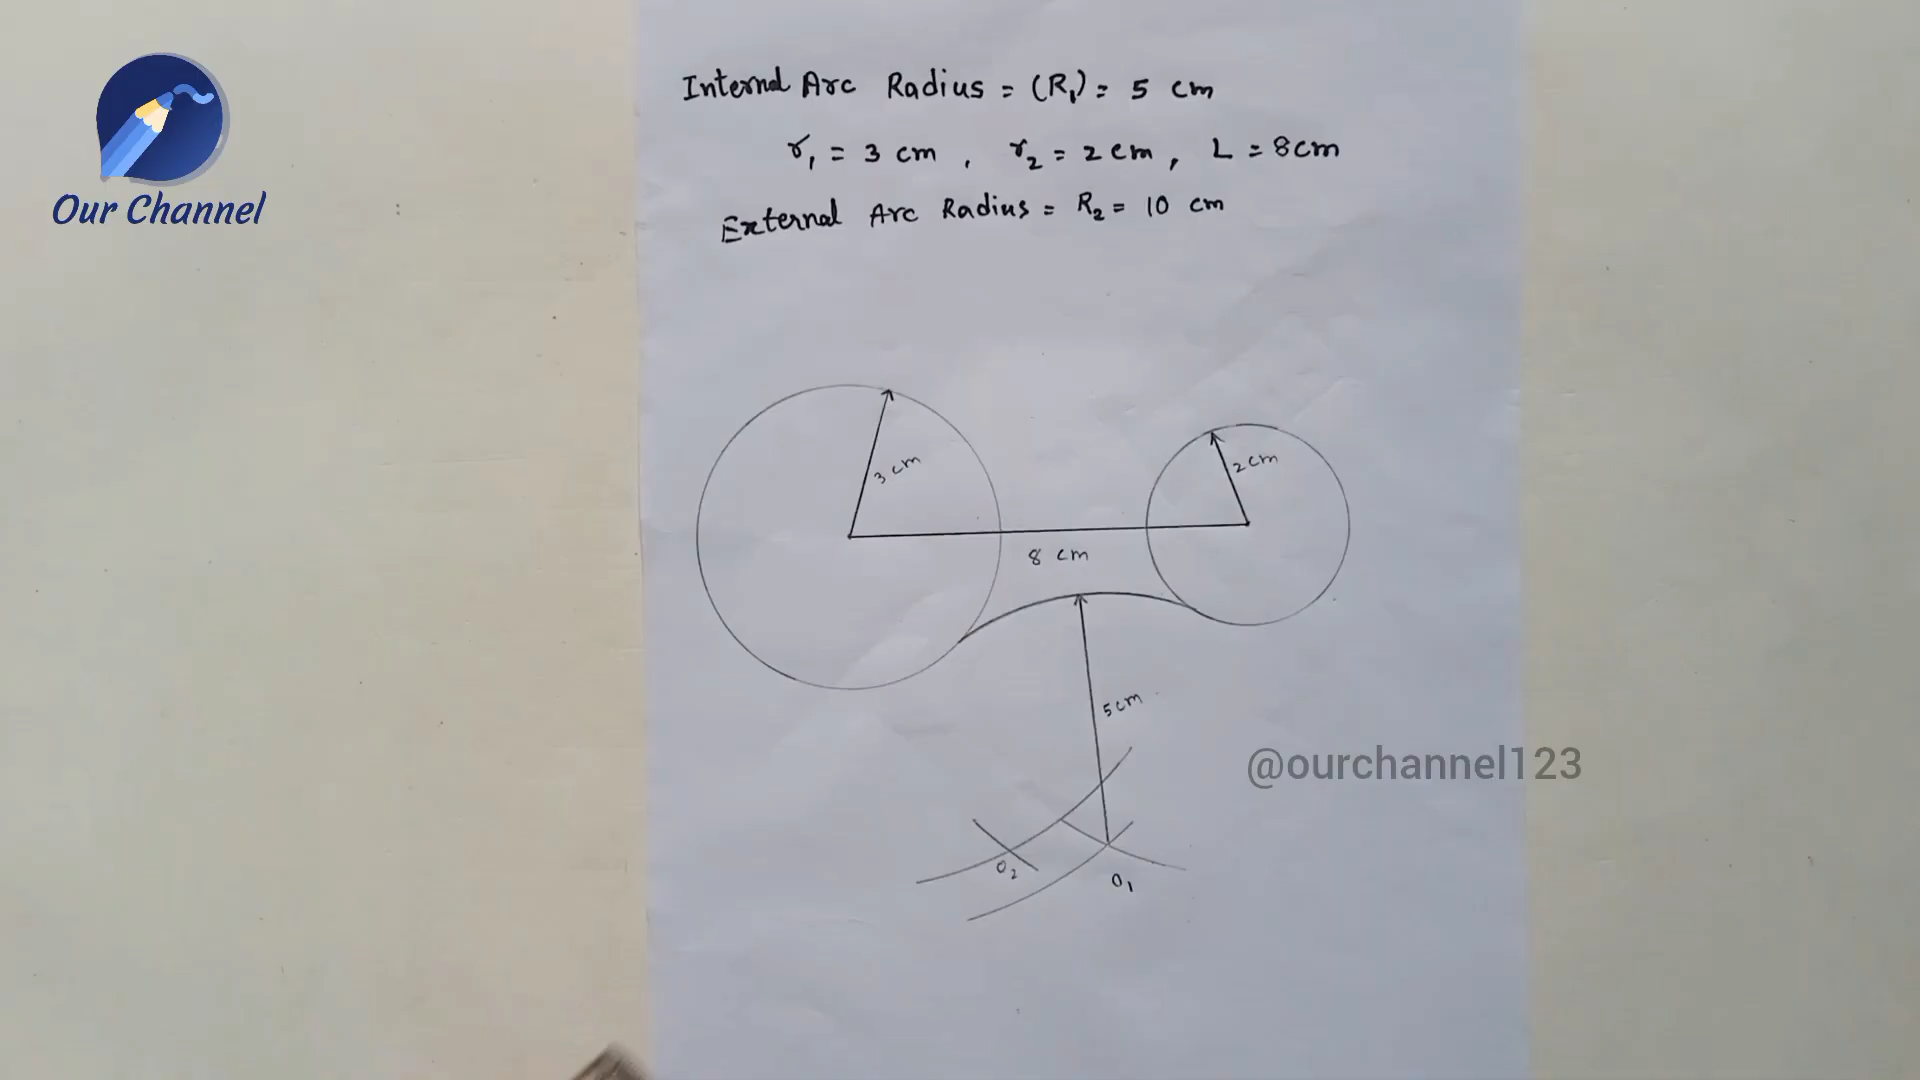 Our Channel
Internal Arc Radius = (R₁) = 5 cm
r₁ = 3 cm , r₂ = 2 cm , L = 8cm
External Arc Radius = R₂ = 10 cm
3 cm
2 cm
8 cm
5 cm
@ourchannel123
O₂
O₁